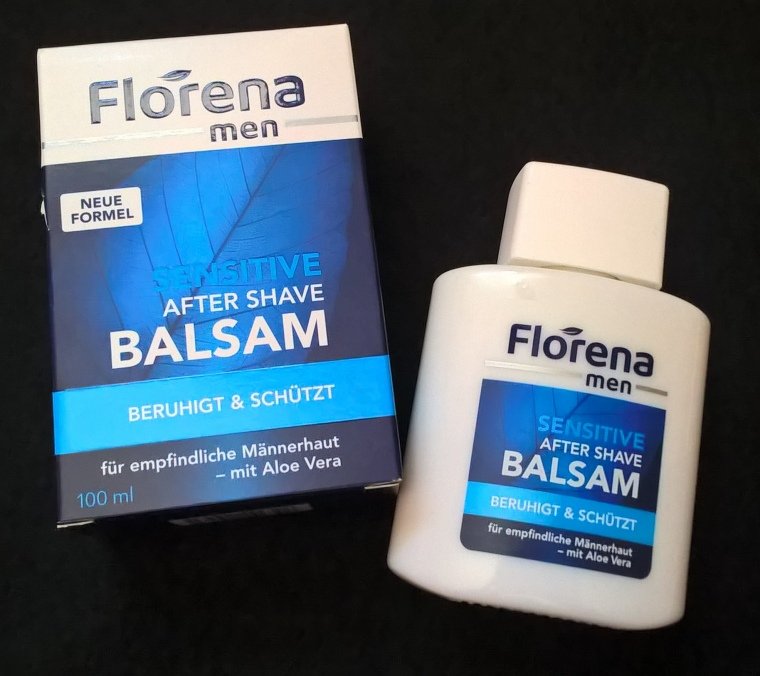 Florena
men
NEUE
FORMEL
SENSITIVE
AFTER SHAVE
BALSAM
BERUHIGT & SCHÜTZT
für empfindliche Männerhaut
– mit Aloe Vera
100 ml
Florena
men
SENSITIVE
AFTER SHAVE
BALSAM
BERUHIGT & SCHÜTZT
für empfindliche Männerhaut
– mit Aloe Vera